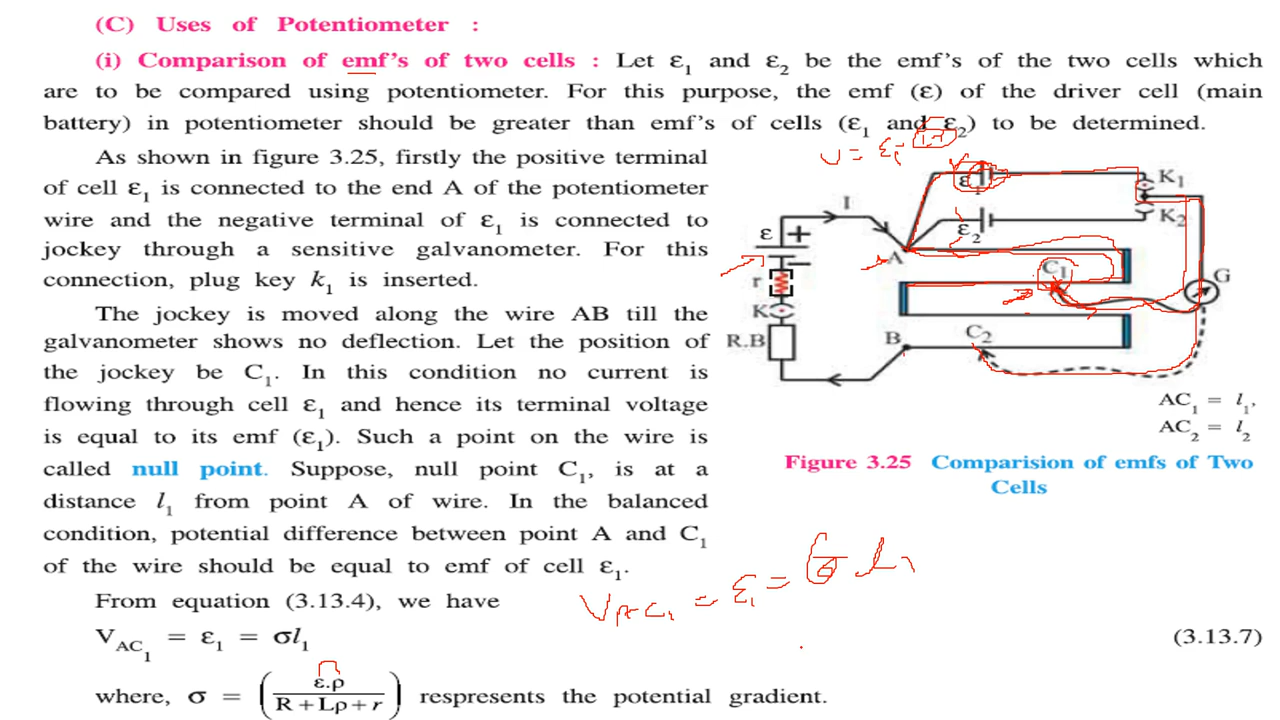 (C) Uses of Potentiometer :
(i) Comparison of emf's of two cells : Let ε₁ and ε₂ be the emf's of the two cells which
are to be compared using potentiometer. For this purpose, the emf (ε) of the driver cell (main
battery) in potentiometer should be greater than emf's of cells (ε₁ and ε₂) to be determined.
As shown in figure 3.25, firstly the positive terminal
of cell ε₁ is connected to the end A of the potentiometer
wire and the negative terminal of ε₁ is connected to
jockey through a sensitive galvanometer. For this
connection, plug key k₁ is inserted.
The jockey is moved along the wire AB till the
galvanometer shows no deflection. Let the position of
the jockey be C₁. In this condition no current is
flowing through cell ε₁ and hence its terminal voltage
is equal to its emf (ε₁). Such a point on the wire is
called null point. Suppose, null point C₁, is at a
distance l₁ from point A of wire. In the balanced
condition, potential difference between point A and C₁
of the wire should be equal to emf of cell ε₁.
From equation (3.13.4), we have
V_AC₁ = ε₁ = σl₁ (3.13.7)
where, σ = (ε.ρ / R + Lρ + r) respresents the potential gradient.
V = ε₁ -
ε₁ K₁
I K₂
ε + ε₂
−
A
r C₁ G
K
R.B B C₂
AC₁ = l₁,
AC₂ = l₂
Figure 3.25 Comparision of emfs of Two
Cells
V_AC₁ = ε₁ = σ . l₁